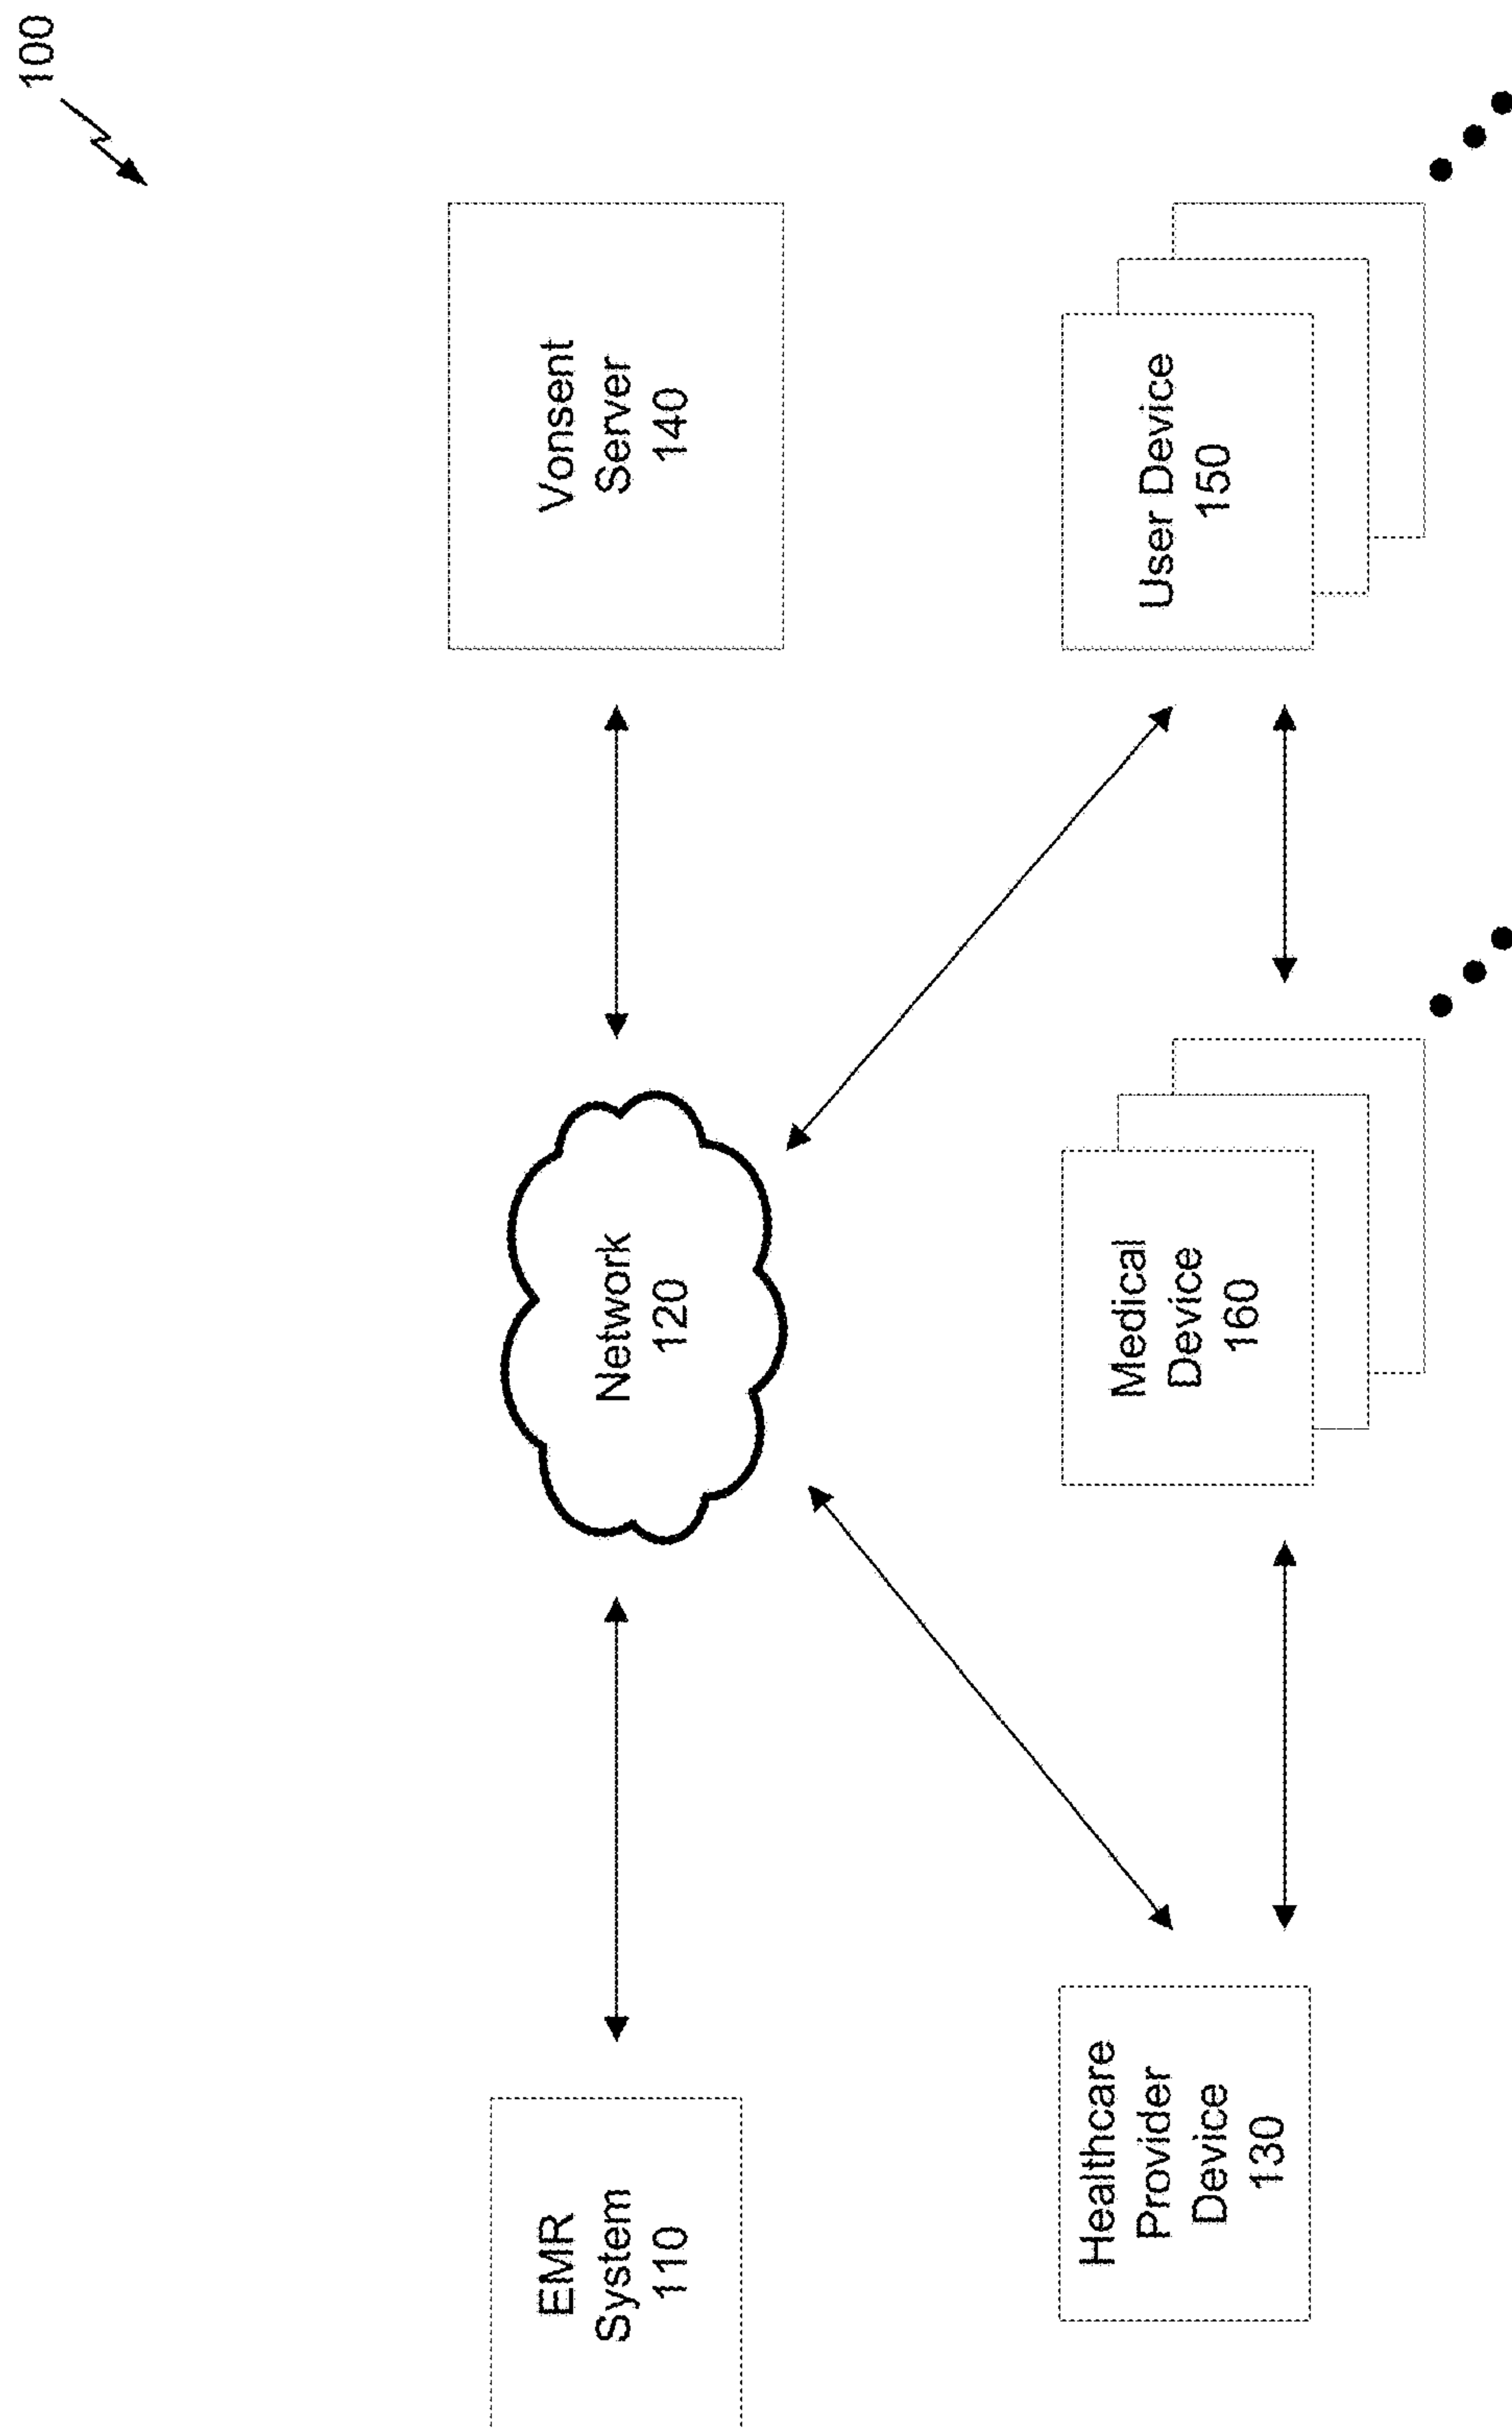 100
EMR
System
110
Network
120
Vonsent
Server
140
Healthcare
Provider
Device
130
Medical
Device
160
User Device
150